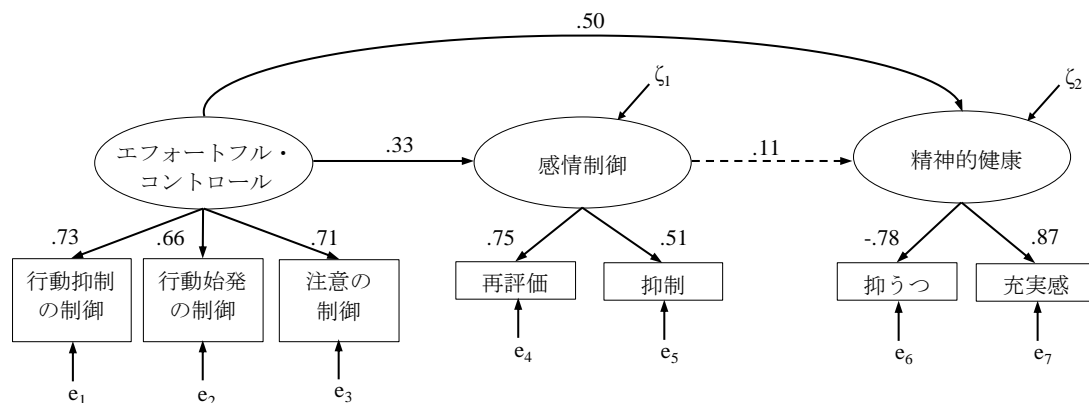 .50
ζ1
ζ2
エフォートフル・
コントロール
.33
感情制御
.11
精神的健康
.73
.66
.71
.75
.51
-.78
.87
行動抑制
の制御
行動始発
の制御
注意の
制御
再評価
抑制
抑うつ
充実感
e1
e2
e3
e4
e5
e6
e7